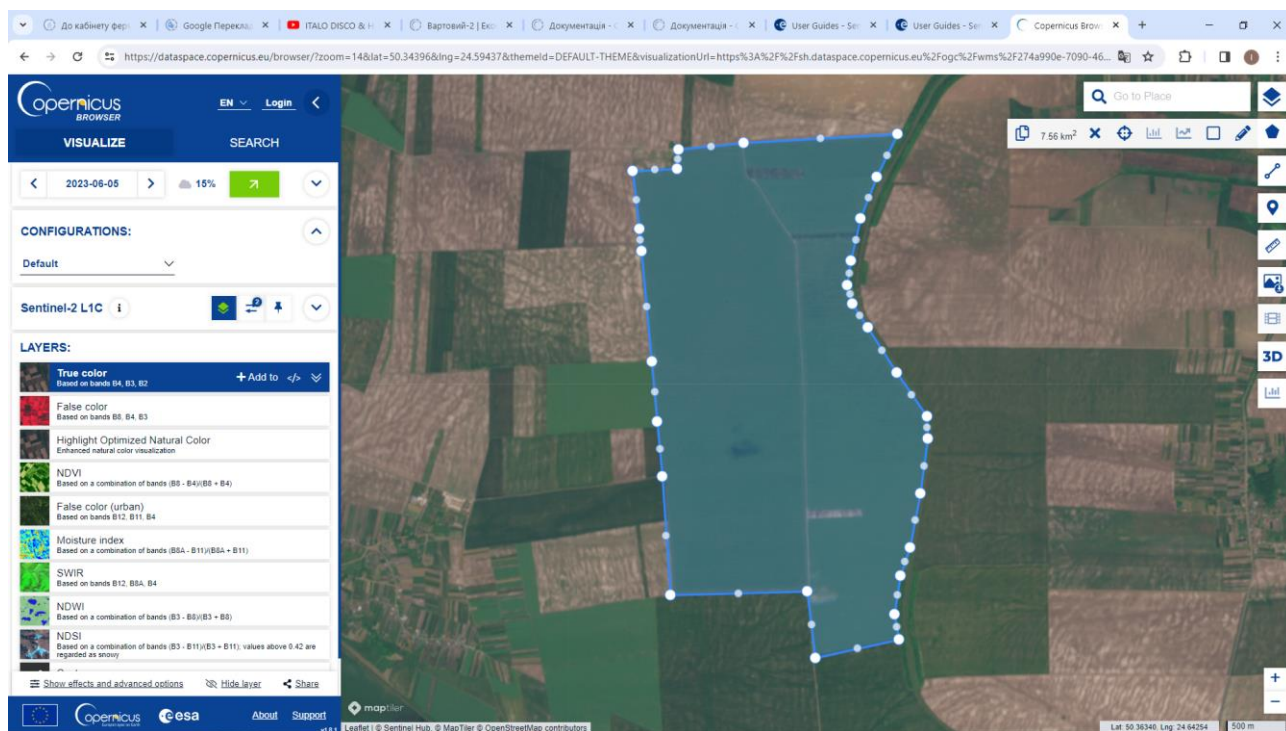 До кабінету фер
Google Переклад
ITALO DISCO & H
Вартовий-2 | Еко
Документація - С
Документація - С
User Guides - Sen
User Guides - Sen
Copernicus Brow
https://dataspace.copernicus.eu/browser/?zoom=14&lat=50.34396&lng=24.59437&themeId=DEFAULT-THEME&visualizationUrl=https%3A%2F%2Fsh.dataspace.copernicus.eu%2Fogc%2Fwms%2F274a990e-7090-46...
Copernicus
BROWSER
EN Login
VISUALIZE SEARCH
2023-06-05 15%
CONFIGURATIONS:
Default
Sentinel-2 L1C i
LAYERS:
True color
Based on bands B4, B3, B2
+ Add to </>
False color
Based on bands B8, B4, B3
Highlight Optimized Natural Color
Enhanced natural color visualization
NDVI
Based on a combination of bands (B8 - B4)/(B8 + B4)
False color (urban)
Based on bands B12, B11, B4
Moisture index
Based on a combination of bands (B8A - B11)/(B8A + B11)
SWIR
Based on bands B12, B8A, B4
NDWI
Based on a combination of bands (B3 - B8)/(B3 + B8)
NDSI
Based on a combination of bands (B3 - B11)/(B3 + B11); values above 0.42 are
regarded as snowy
Show effects and advanced options Hide layer Share
Copernicus esa About Support
Go to Place
7.56 km²
3D
maptiler
Leaflet | © Sentinel Hub, © MapTiler © OpenStreetMap contributors
Lat: 50.36340, Lng: 24.64254
500 m